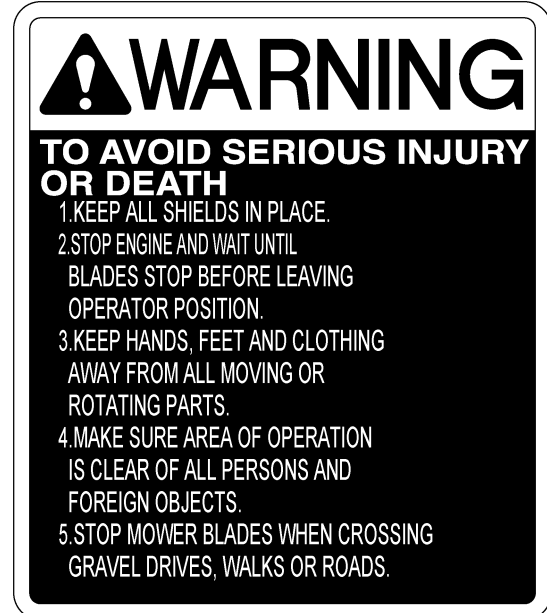 WARNING
TO AVOID SERIOUS INJURY
OR DEATH
1.KEEP ALL SHIELDS IN PLACE.
2.STOP ENGINE AND WAIT UNTIL
BLADES STOP BEFORE LEAVING
OPERATOR POSITION.
3.KEEP HANDS, FEET AND CLOTHING
AWAY FROM ALL MOVING OR
ROTATING PARTS.
4.MAKE SURE AREA OF OPERATION
IS CLEAR OF ALL PERSONS AND
FOREIGN OBJECTS.
5.STOP MOWER BLADES WHEN CROSSING
GRAVEL DRIVES, WALKS OR ROADS.